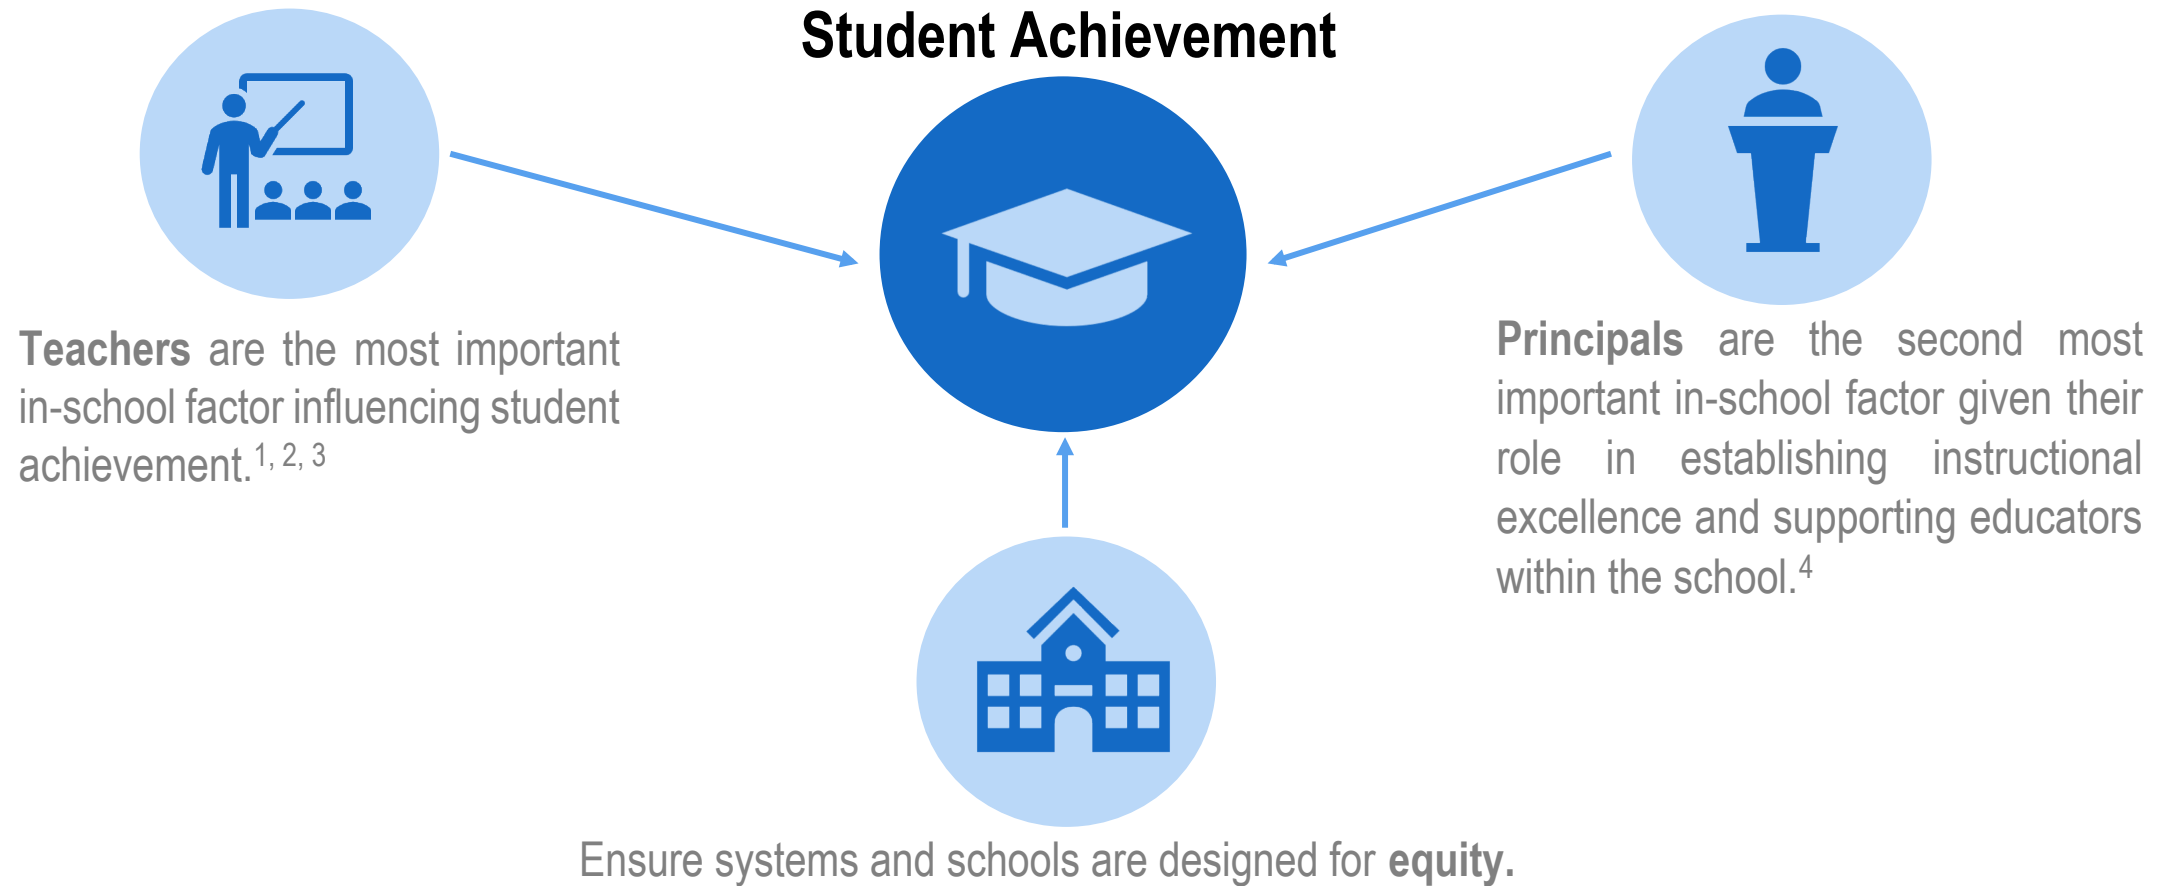 Student Achievement
Teachers are the most important
in-school factor influencing student
achievement.1, 2, 3
Principals are the second most
important in-school factor given their
role in establishing instructional
excellence and supporting educators
within the school.4
Ensure systems and schools are designed for equity.